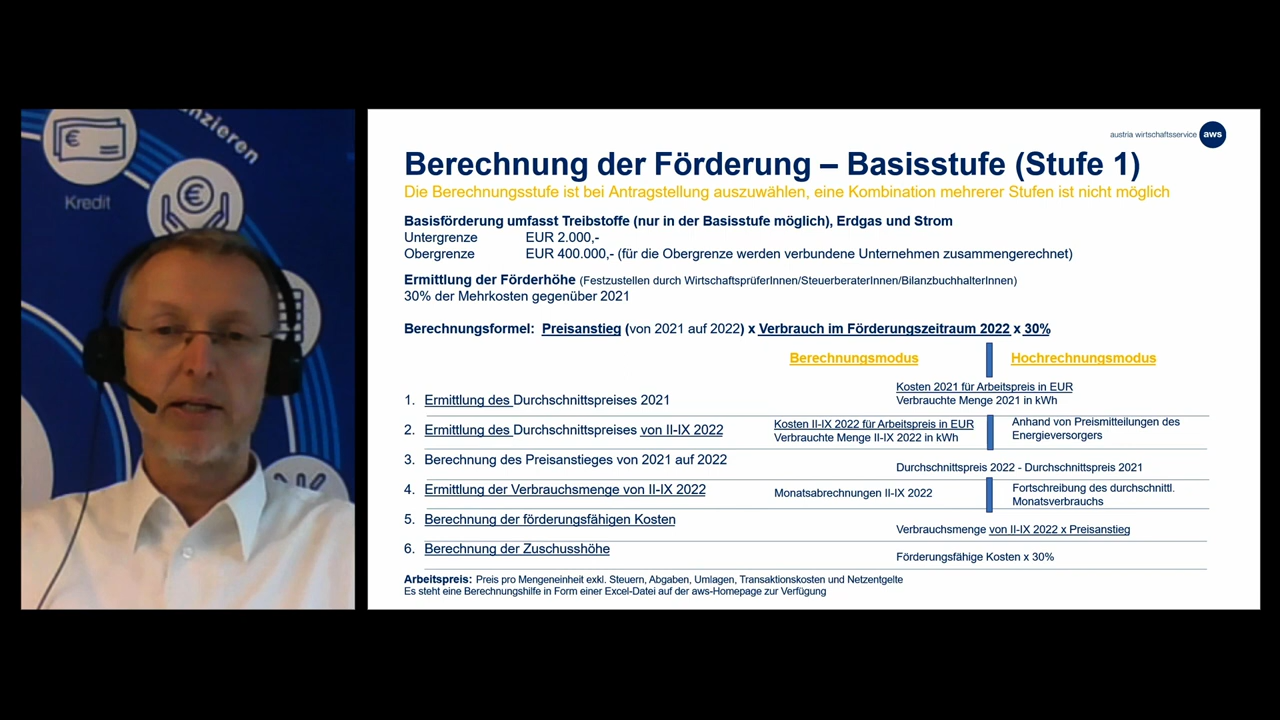 nzieren
Kredit
austria wirtschaftsservice aws
Berechnung der Förderung – Basisstufe (Stufe 1)
Die Berechnungsstufe ist bei Antragstellung auszuwählen, eine Kombination mehrerer Stufen ist nicht möglich
Basisförderung umfasst Treibstoffe (nur in der Basisstufe möglich), Erdgas und Strom
Untergrenze EUR 2.000,-
Obergrenze EUR 400.000,- (für die Obergrenze werden verbundene Unternehmen zusammengerechnet)
Ermittlung der Förderhöhe (Festzustellen durch WirtschaftsprüferInnen/SteuerberaterInnen/BilanzbuchhalterInnen)
30% der Mehrkosten gegenüber 2021
Berechnungsformel: Preisanstieg (von 2021 auf 2022) x Verbrauch im Förderungszeitraum 2022 x 30%
Berechnungsmodus Hochrechnungsmodus
Kosten 2021 für Arbeitspreis in EUR
1. Ermittlung des Durchschnittspreises 2021 Verbrauchte Menge 2021 in kWh
Kosten II-IX 2022 für Arbeitspreis in EUR Anhand von Preismitteilungen des
2. Ermittlung des Durchschnittspreises von II-IX 2022 Verbrauchte Menge II-IX 2022 in kWh Energieversorgers
3. Berechnung des Preisanstieges von 2021 auf 2022 Durchschnittspreis 2022 - Durchschnittspreis 2021
4. Ermittlung der Verbrauchsmenge von II-IX 2022 Monatsabrechnungen II-IX 2022 Fortschreibung des durchschnittl.
Monatsverbrauchs
5. Berechnung der förderungsfähigen Kosten Verbrauchsmenge von II-IX 2022 x Preisanstieg
6. Berechnung der Zuschusshöhe Förderungsfähige Kosten x 30%
Arbeitspreis: Preis pro Mengeneinheit exkl. Steuern, Abgaben, Umlagen, Transaktionskosten und Netzentgelte
Es steht eine Berechnungshilfe in Form einer Excel-Datei auf der aws-Homepage zur Verfügung